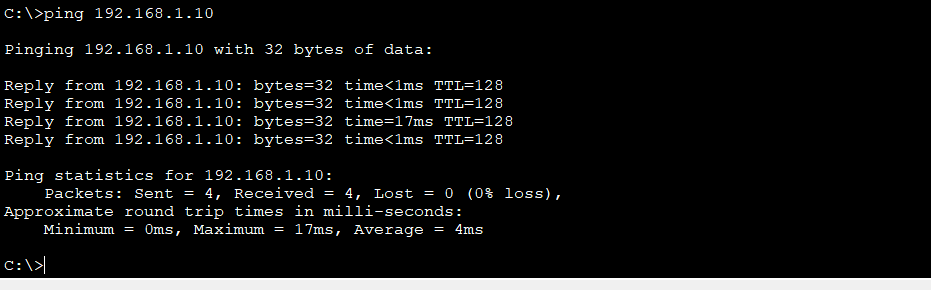 C:\>ping 192.168.1.10
Pinging 192.168.1.10 with 32 bytes of data:
Reply from 192.168.1.10: bytes=32 time<1ms TTL=128
Reply from 192.168.1.10: bytes=32 time<1ms TTL=128
Reply from 192.168.1.10: bytes=32 time=17ms TTL=128
Reply from 192.168.1.10: bytes=32 time<1ms TTL=128
Ping statistics for 192.168.1.10:
    Packets: Sent = 4, Received = 4, Lost = 0 (0% loss),
Approximate round trip times in milli-seconds:
    Minimum = 0ms, Maximum = 17ms, Average = 4ms
C:\>